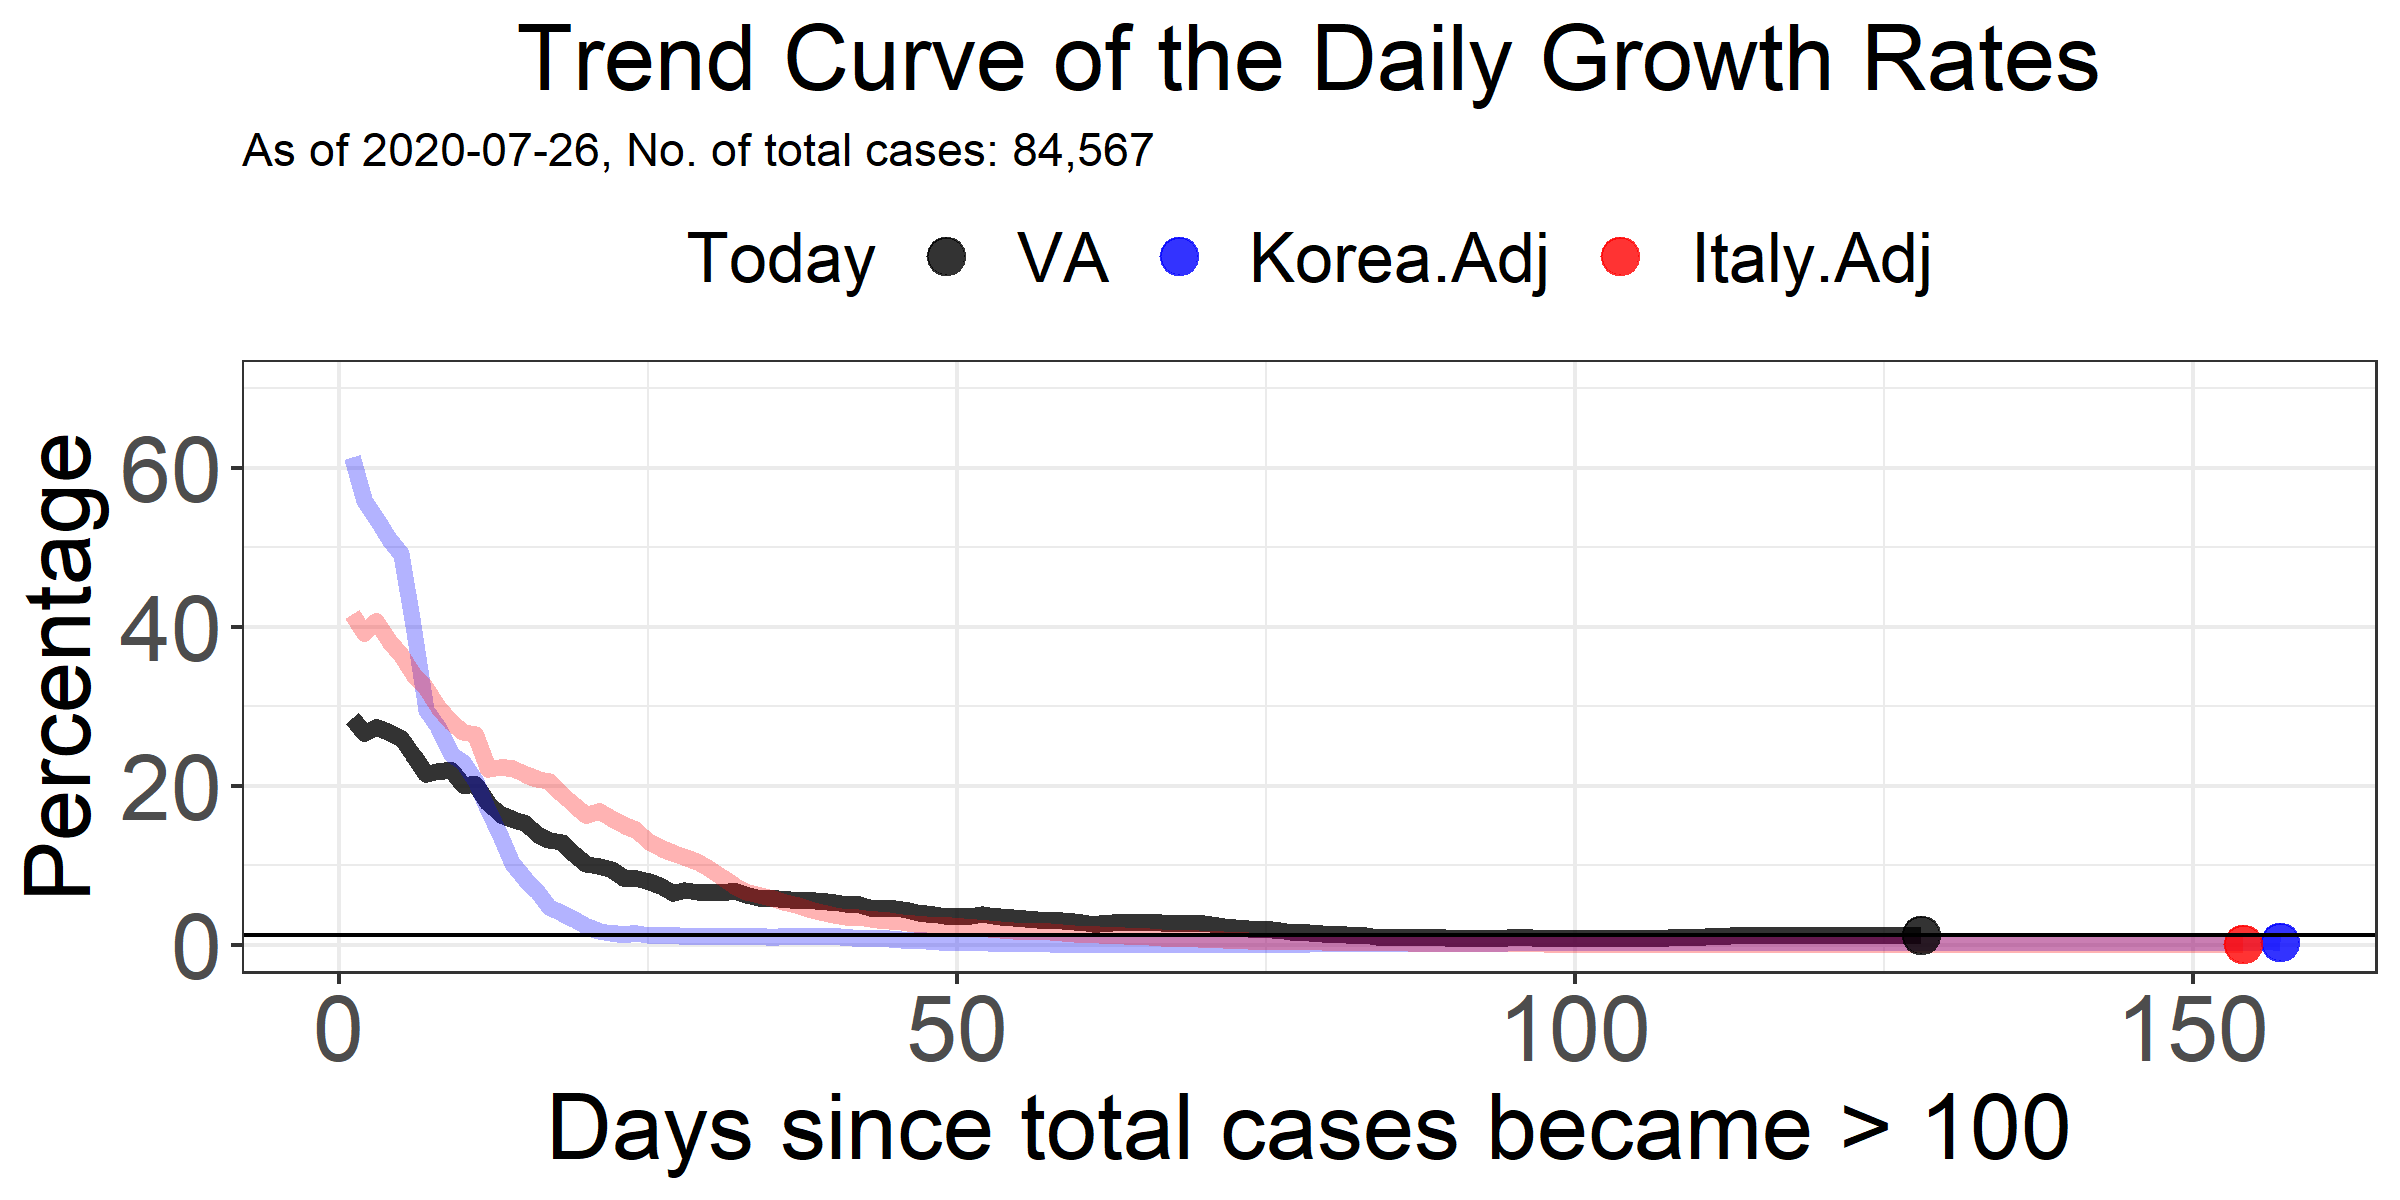 Trend Curve of the Daily Growth Rates
As of 2020-07-26, No. of total cases: 84,567
Today VA Korea.Adj Italy.Adj
Percentage
60
40
20
0
0 50 100 150
Days since total cases became > 100